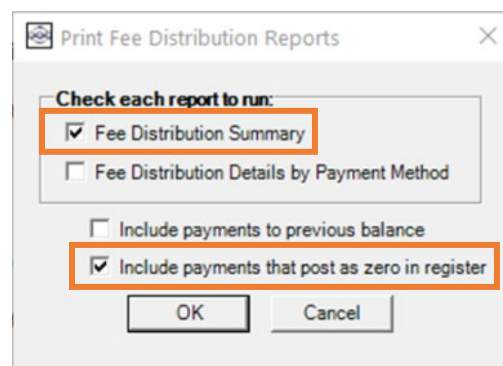 Print Fee Distribution Reports
Check each report to run:
Fee Distribution Summary
Fee Distribution Details by Payment Method
Include payments to previous balance
Include payments that post as zero in register
OK Cancel